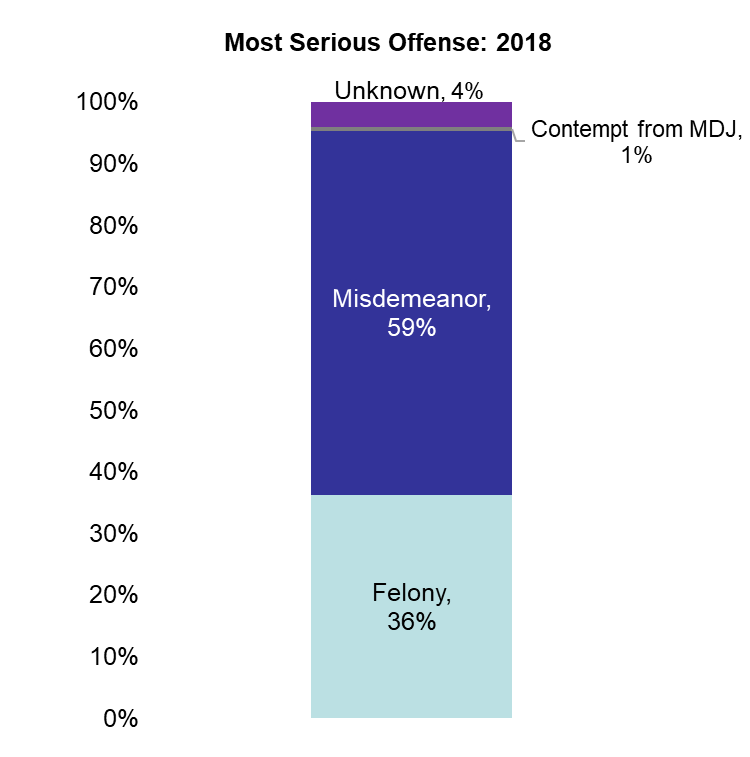 Most Serious Offense: 2018
Unknown, 4%
100%
Contempt from MDJ,
1%
90%
80%
70%
Misdemeanor,
59%
60%
50%
40%
30%
Felony,
36%
20%
10%
0%